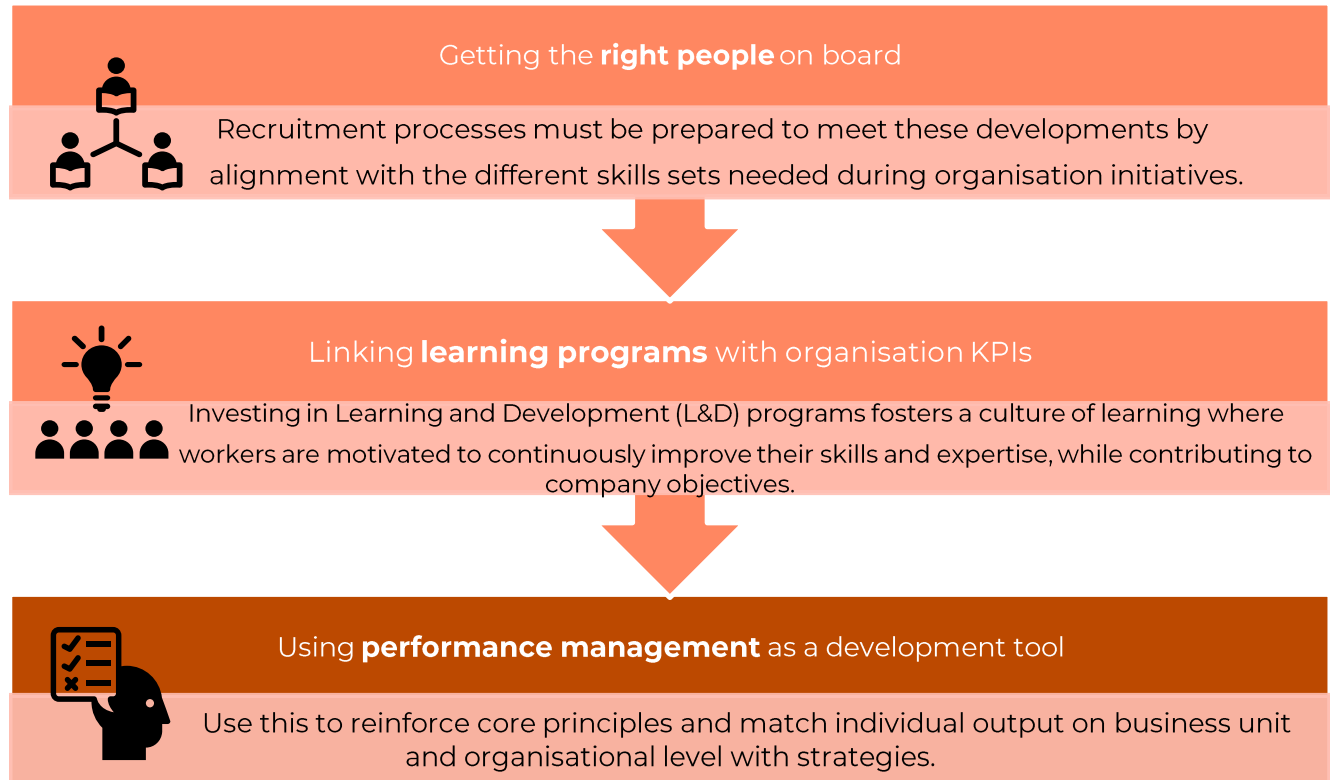 Getting the right people on board
Recruitment processes must be prepared to meet these developments by
alignment with the different skills sets needed during organisation initiatives.
Linking learning programs with organisation KPIs
Investing in Learning and Development (L&D) programs fosters a culture of learning where
workers are motivated to continuously improve their skills and expertise, while contributing to
company objectives.
Using performance management as a development tool
Use this to reinforce core principles and match individual output on business unit
and organisational level with strategies.